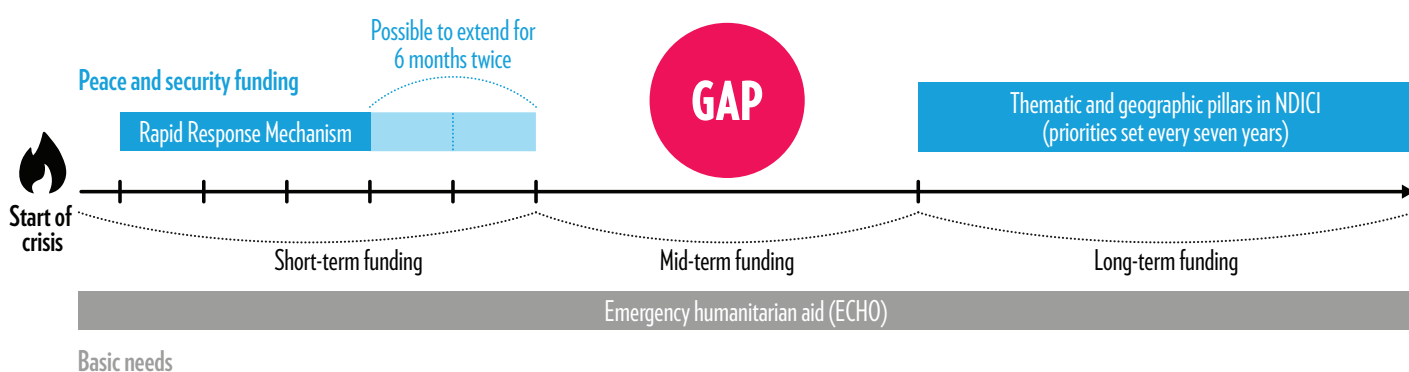 Possible to extend for
6 months twice
Peace and security funding
GAP
Thematic and geographic pillars in NDICI
(priorities set every seven years)
Rapid Response Mechanism
Start of
crisis
Short-term funding
Mid-term funding
Long-term funding
Emergency humanitarian aid (ECHO)
Basic needs